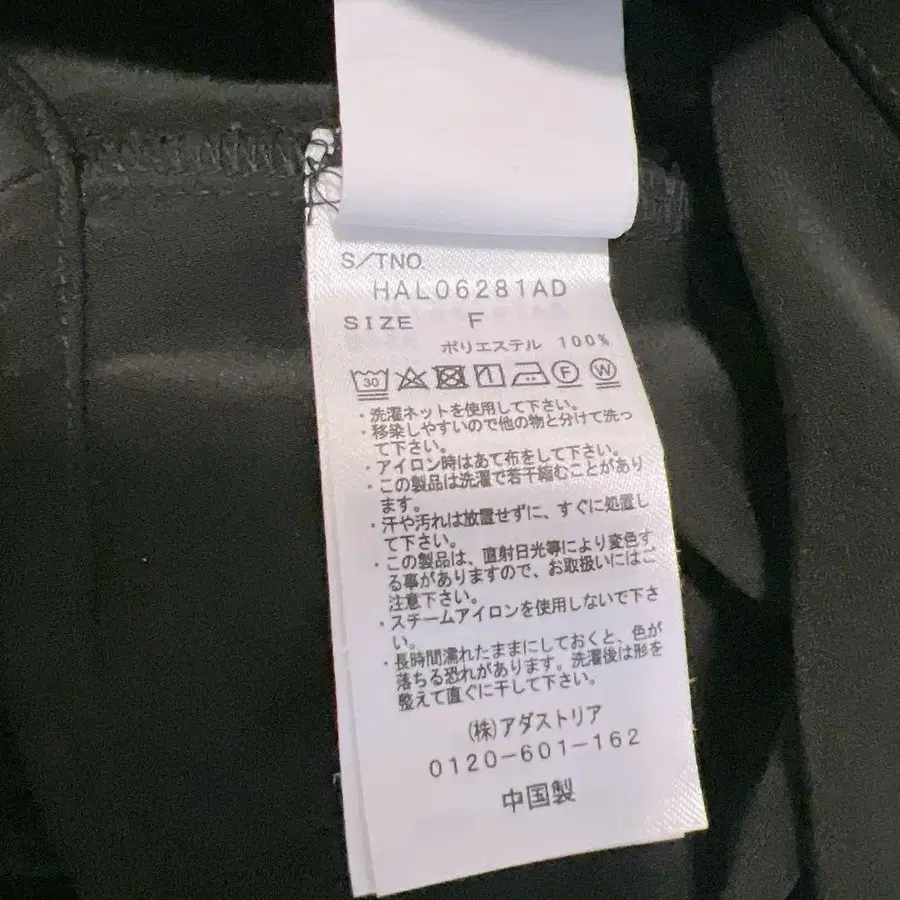 S/TNO.
HAL06281AD
SIZE F
ポリエステル 100%
30 F W
・洗濯ネットを使用して下さい。
・移染しやすいので他の物と分けて洗っ
て下さい。
・アイロン時はあて布をして下さい。
・この製品は洗濯で若干縮むことがあり
ます。
・汗や汚れは放置せずに、すぐに処置し
て下さい。
・この製品は、直射日光等により変色す
る事がありますので、お取扱いにはご
注意下さい。
・スチームアイロンを使用しないで下さ
い。
・長時間濡れたままにしておくと、色が
落ちる恐れがあります。洗濯後は形を
整えて直ぐに干して下さい。
(株)アダストリア
0120-601-162
中国製